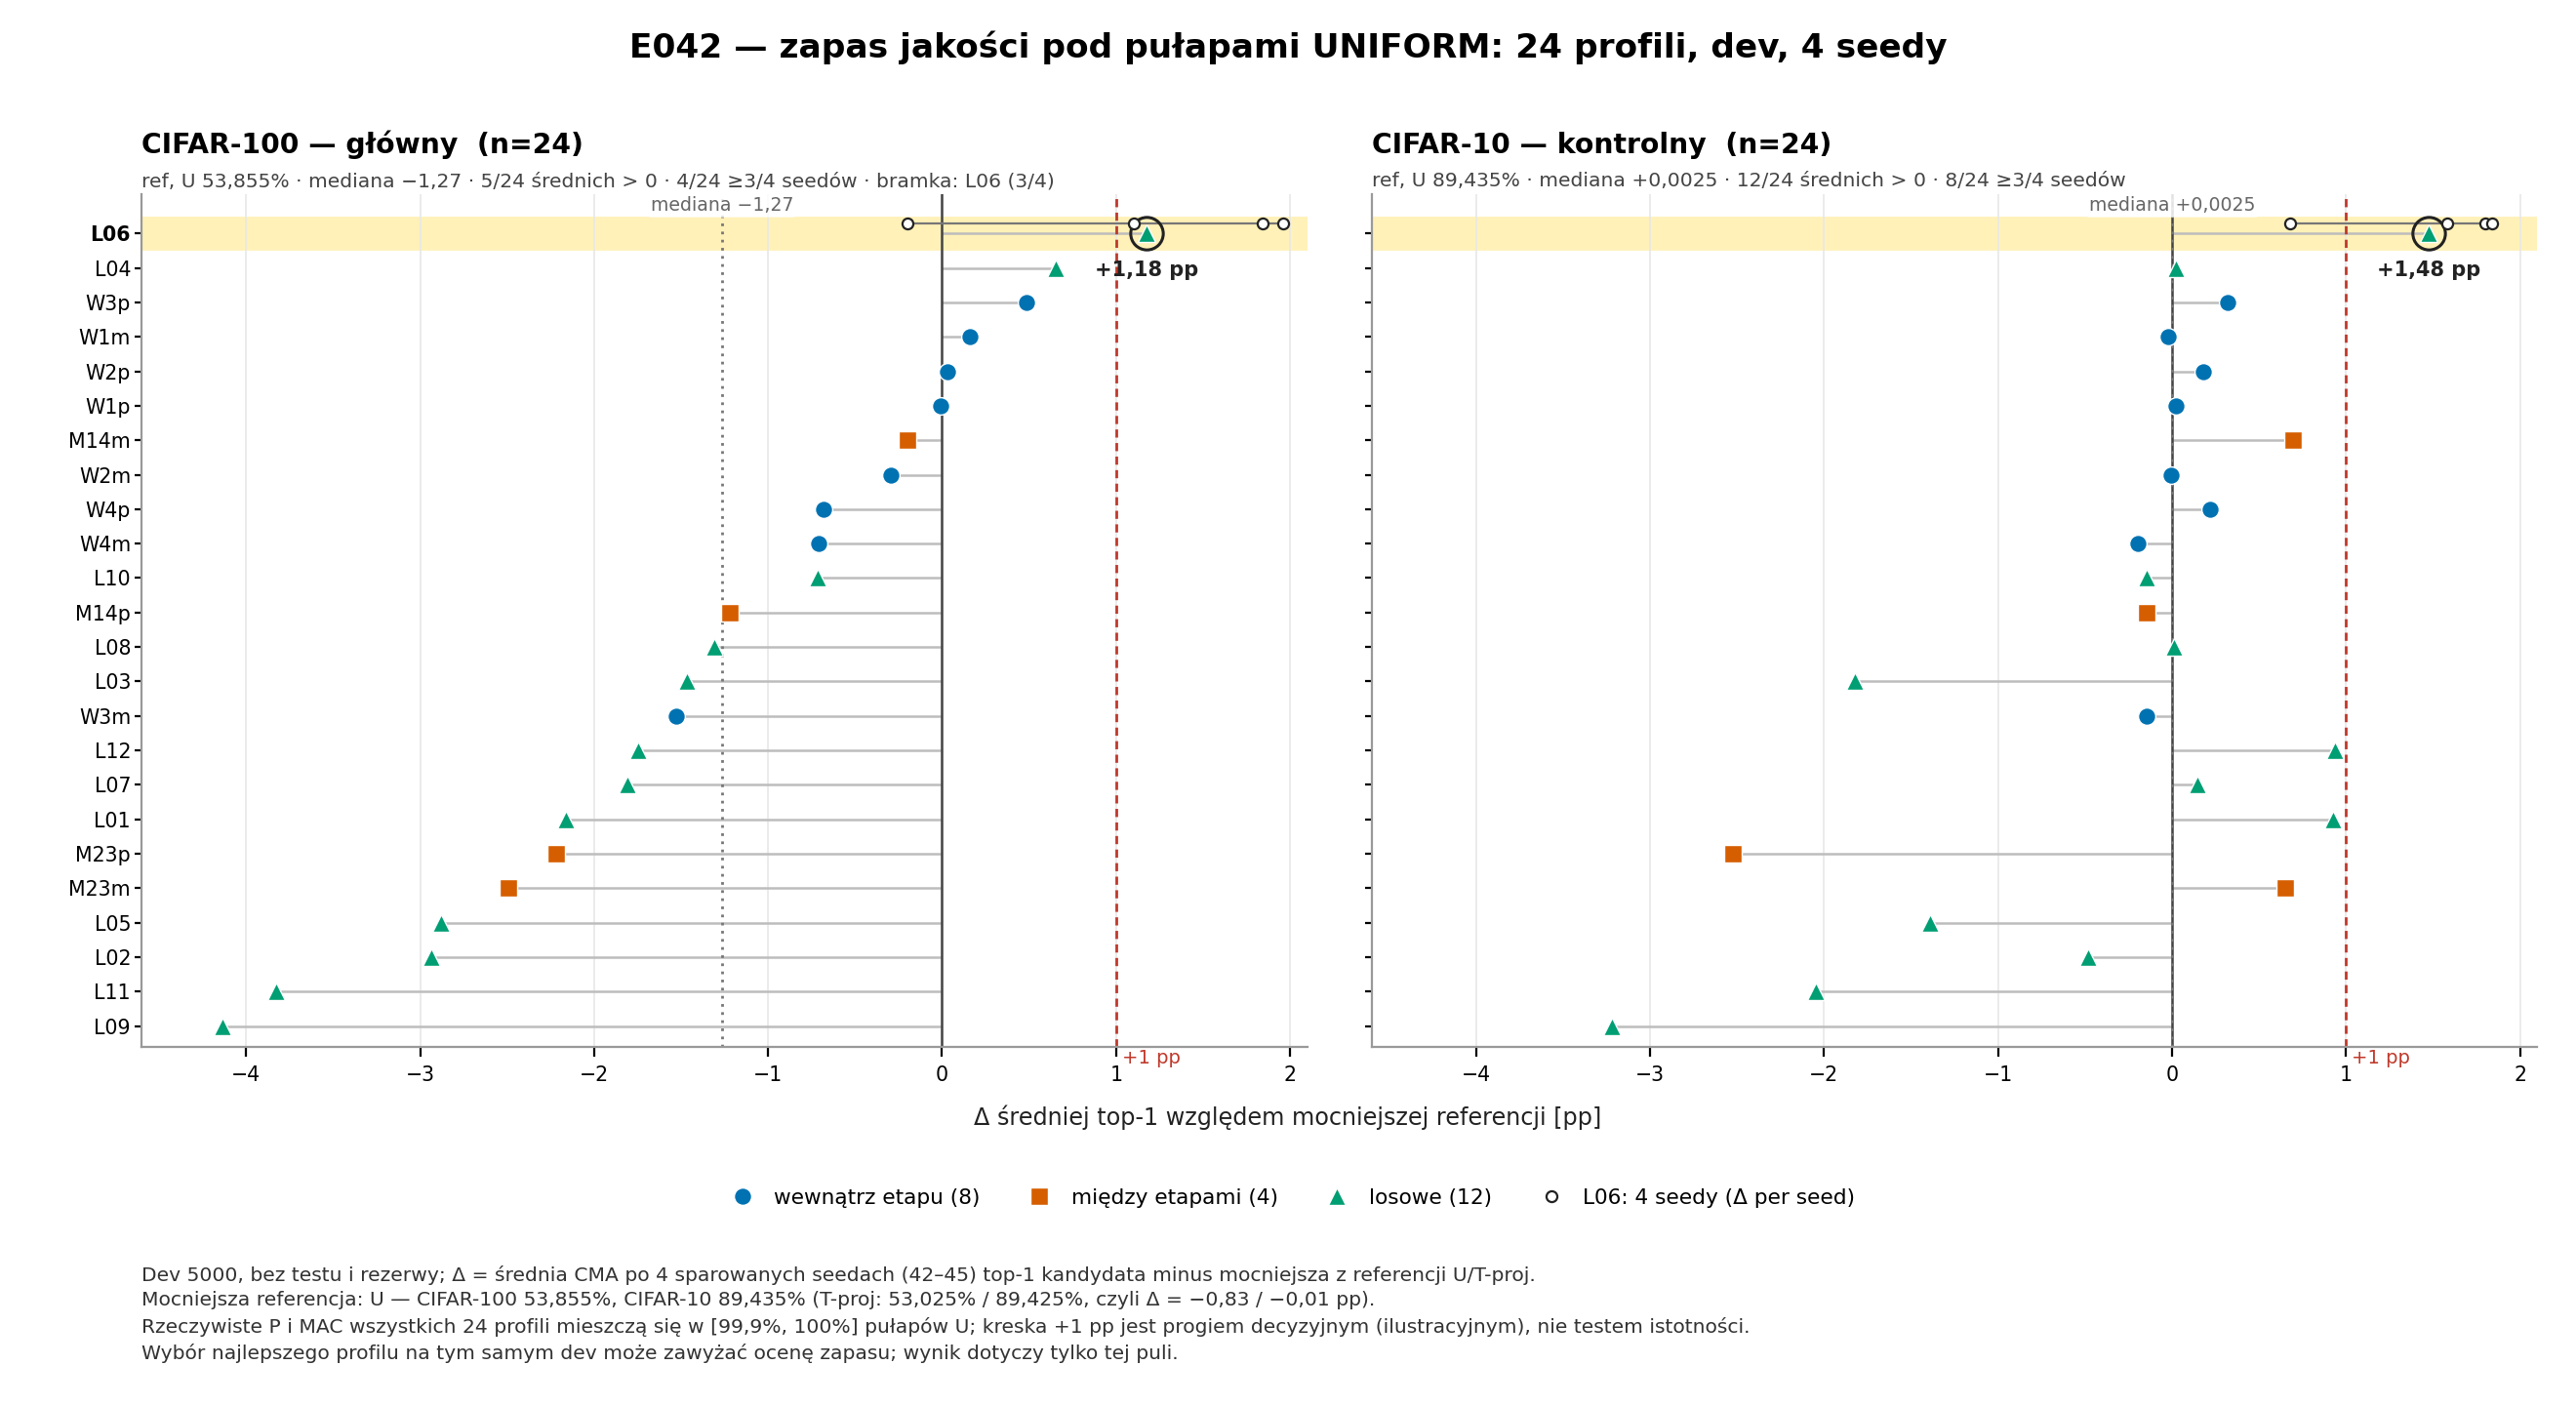 E042 — zapas jakości pod pułapami UNIFORM: 24 profili, dev, 4 seedy
CIFAR-100 — główny (n=24)
ref, U 53,855% · mediana −1,27 · 5/24 średnich > 0 · 4/24 ≥3/4 seedów · bramka: L06 (3/4)
mediana −1,27
L06
L04
+1,18 pp
W3p
W1m
W2p
W1p
M14m
W2m
W4p
W4m
L10
M14p
L08
L03
W3m
L12
L07
L01
M23p
M23m
L05
L02
L11
L09
+1 pp
−4 −3 −2 −1 0 1 2
CIFAR-10 — kontrolny (n=24)
ref, U 89,435% · mediana +0,0025 · 12/24 średnich > 0 · 8/24 ≥3/4 seedów
mediana +0,0025
+1,48 pp
+1 pp
−4 −3 −2 −1 0 1 2
Δ średniej top-1 względem mocniejszej referencji [pp]
wewnątrz etapu (8) między etapami (4) losowe (12) L06: 4 seedy (Δ per seed)
Dev 5000, bez testu i rezerwy; Δ = średnia CMA po 4 sparowanych seedach (42–45) top-1 kandydata minus mocniejsza z referencji U/T-proj.
Mocniejsza referencja: U — CIFAR-100 53,855%, CIFAR-10 89,435% (T-proj: 53,025% / 89,425%, czyli Δ = −0,83 / −0,01 pp).
Rzeczywiste P i MAC wszystkich 24 profili mieszczą się w [99,9%, 100%] pułapów U; kreska +1 pp jest progiem decyzyjnym (ilustracyjnym), nie testem istotności.
Wybór najlepszego profilu na tym samym dev może zawyżać ocenę zapasu; wynik dotyczy tylko tej puli.